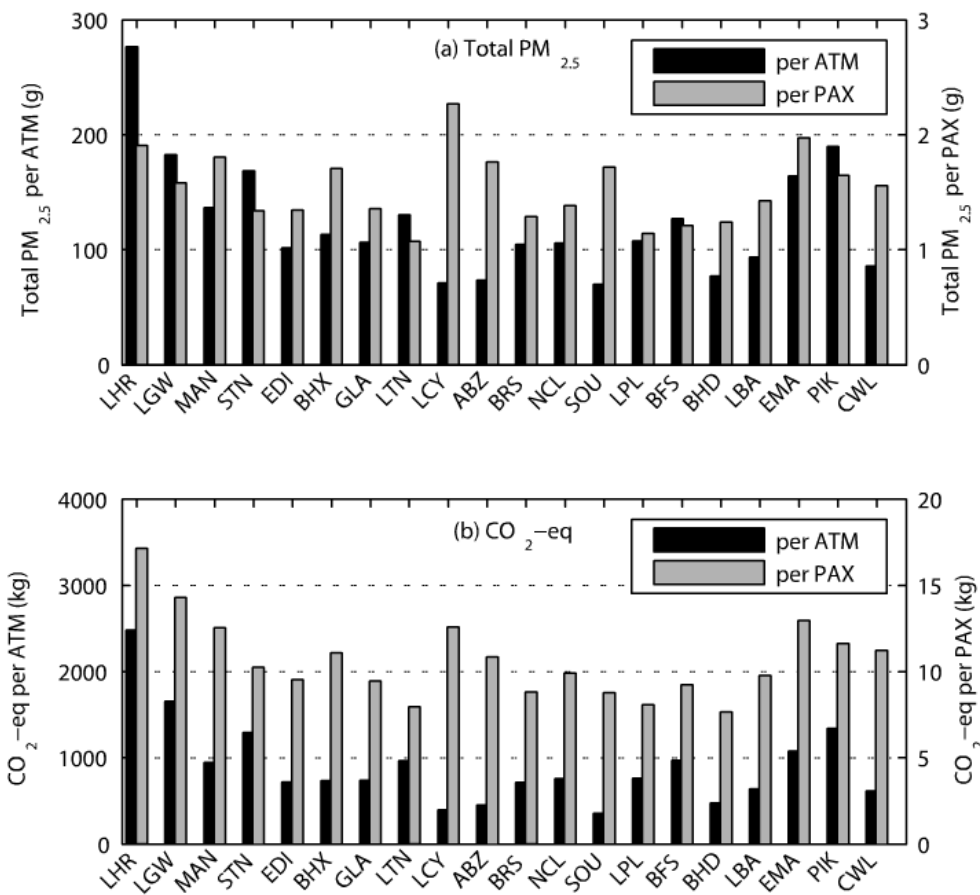 300
200
100
0
Total PM 2.5 per ATM (g)
(a) Total PM 2.5
per ATM
per PAX
3
2
1
0
Total PM 2.5 per PAX (g)
LHR LGW MAN STN EDI BHX GLA LTN LCY ABZ BRS NCL SOU LPL BFS BHD LBA EMA PIK CWL
4000
3000
2000
1000
0
CO 2 –eq per ATM (kg)
(b) CO 2 –eq
per ATM
per PAX
20
15
10
5
0
CO 2 –eq per PAX (kg)
LHR LGW MAN STN EDI BHX GLA LTN LCY ABZ BRS NCL SOU LPL BFS BHD LBA EMA PIK CWL